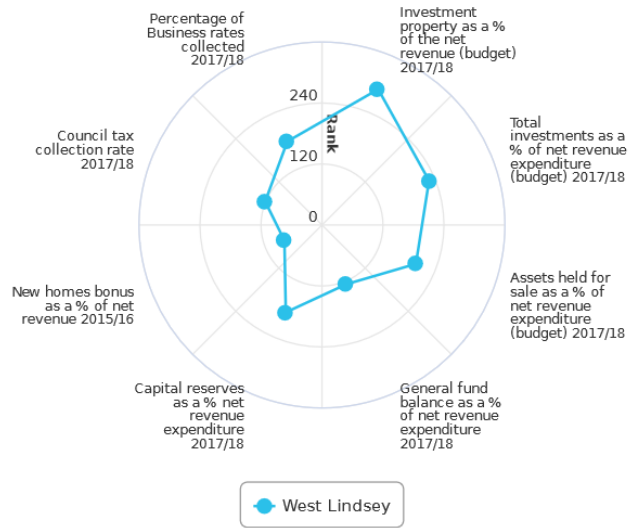 Percentage of
Business rates
collected
2017/18
Investment
property as a %
of the net
revenue (budget)
2017/18
240
Rank
120
0
Council tax
collection rate
2017/18
Total
investments as a
% of net revenue
expenditure
(budget) 2017/18
New homes bonus
as a % of net
revenue 2015/16
Assets held for
sale as a % of
net revenue
expenditure
(budget) 2017/18
Capital reserves
as a % net
revenue
expenditure
2017/18
General fund
balance as a %
of net revenue
expenditure
2017/18
West Lindsey